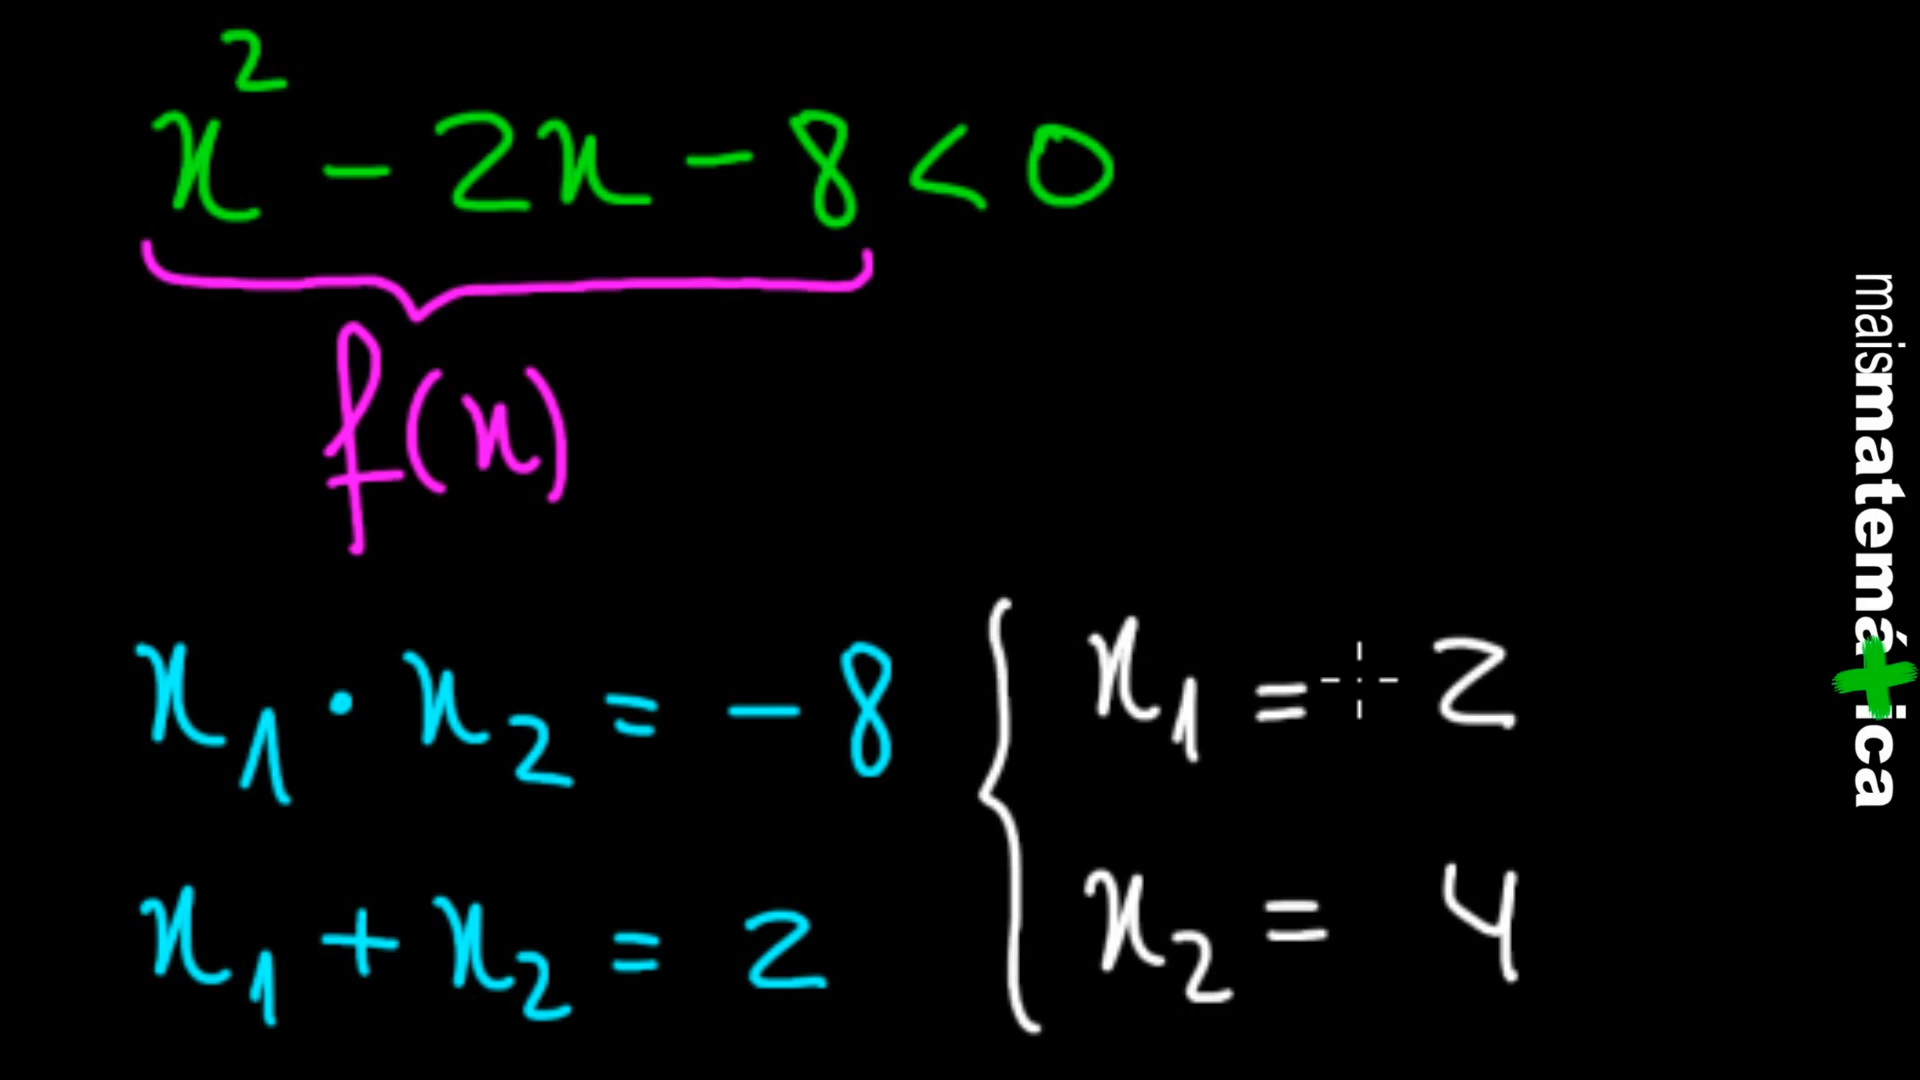 x² - 2x - 8 < 0
f(x)
x₁ · x₂ = - 8
x₁ + x₂ = 2
x₁ = 2
x₂ = 4
maismatemática